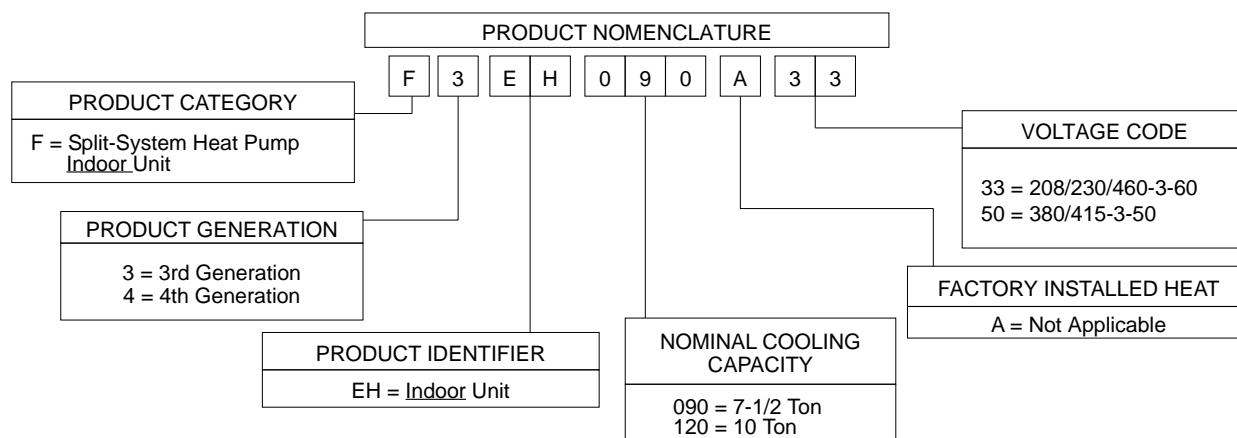 PRODUCT NOMENCLATURE
F 3 E H 0 9 0 A 3 3
PRODUCT CATEGORY
F = Split-System Heat Pump
Indoor Unit
PRODUCT GENERATION
3 = 3rd Generation
4 = 4th Generation
PRODUCT IDENTIFIER
EH = Indoor Unit
NOMINAL COOLING
CAPACITY
090 = 7-1/2 Ton
120 = 10 Ton
FACTORY INSTALLED HEAT
A = Not Applicable
VOLTAGE CODE
33 = 208/230/460-3-60
50 = 380/415-3-50